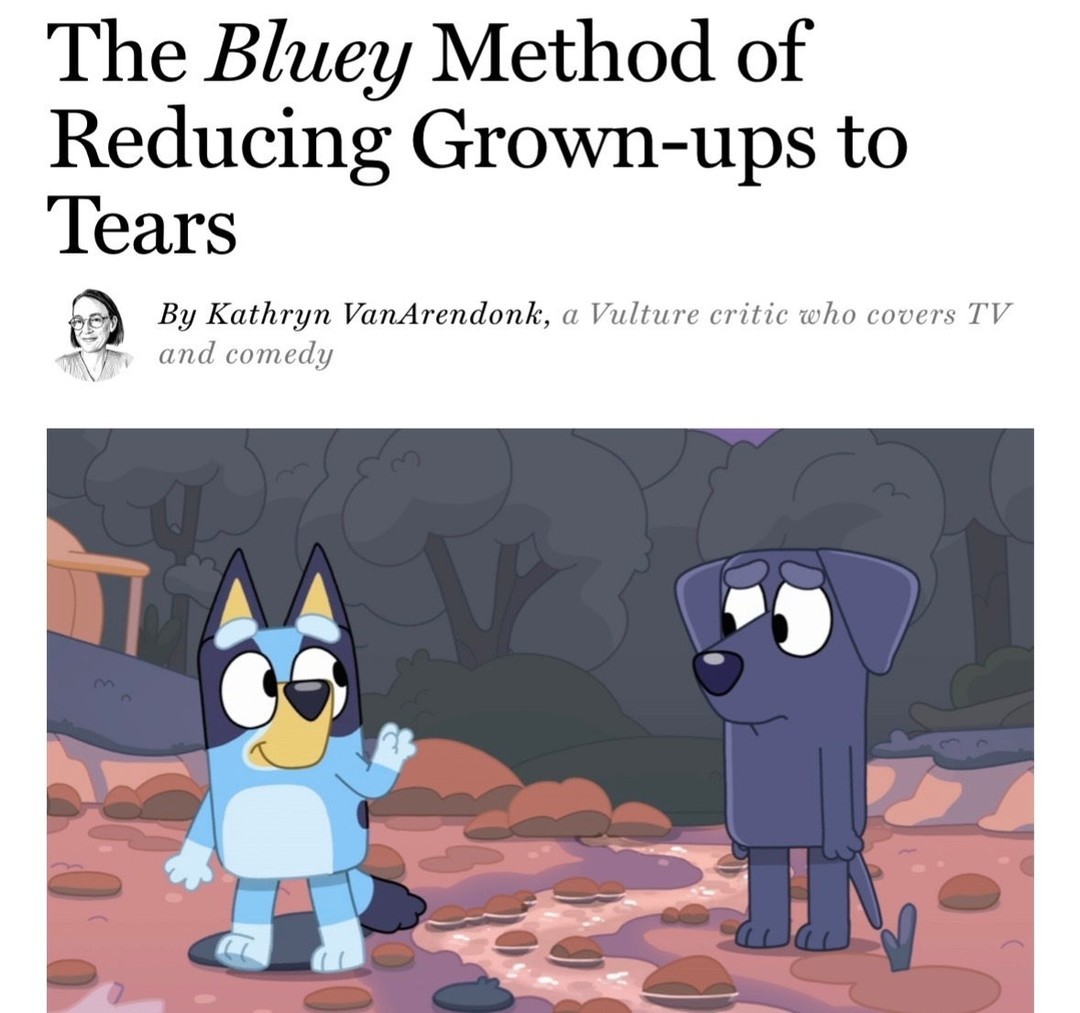 The Bluey Method of
Reducing Grown-ups to
Tears
By Kathryn VanArendonk, a Vulture critic who covers TV
and comedy